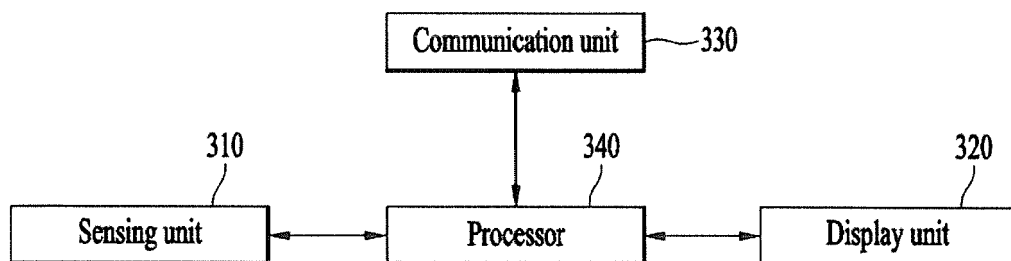 Communication unit 330
310 340 320
Sensing unit Processor Display unit